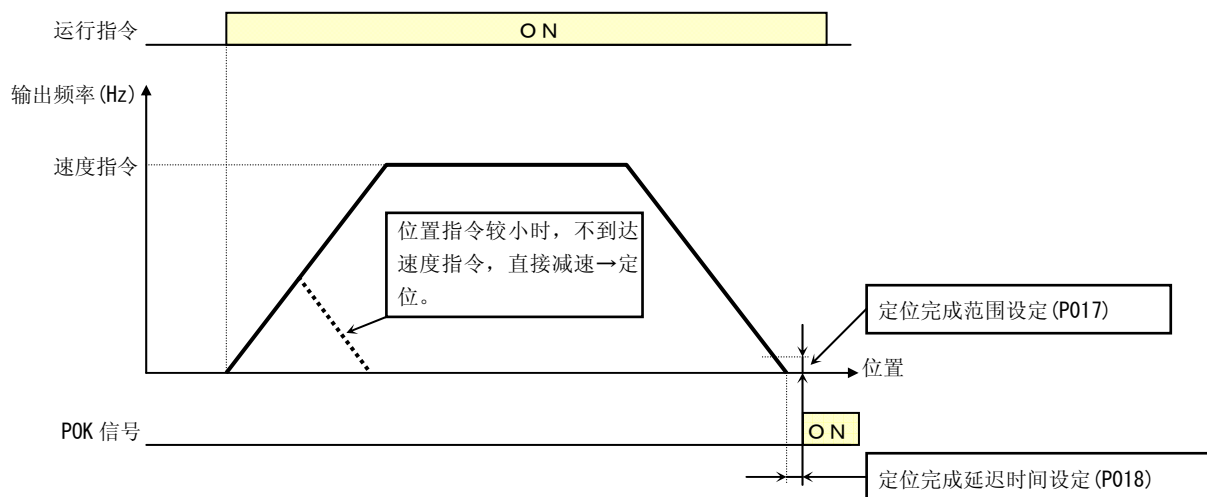 运行指令
ON
输出频率(Hz)
速度指令
位置指令较小时，不到达
速度指令，直接减速→定
位。
定位完成范围设定(P017)
位置
POK 信号
ON
定位完成延迟时间设定(P018)